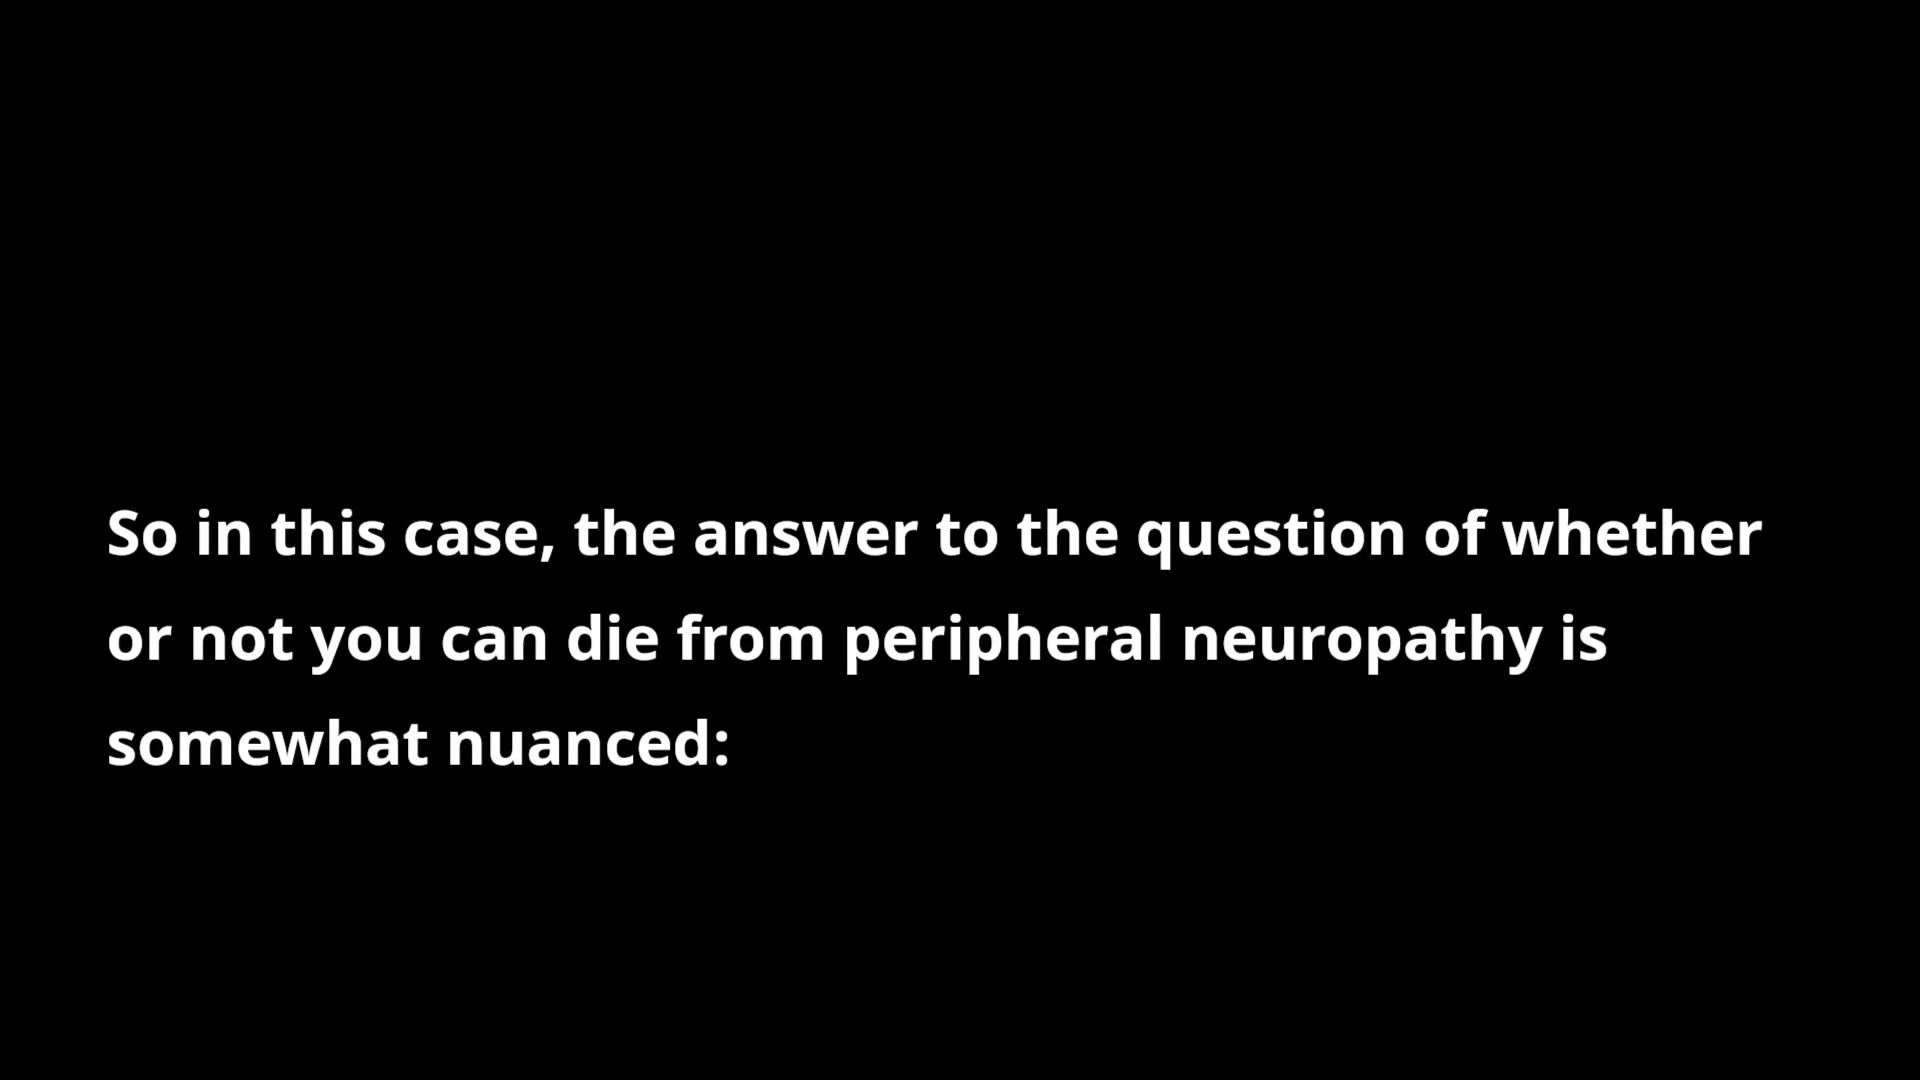 So in this case, the answer to the question of whether
or not you can die from peripheral neuropathy is
somewhat nuanced: